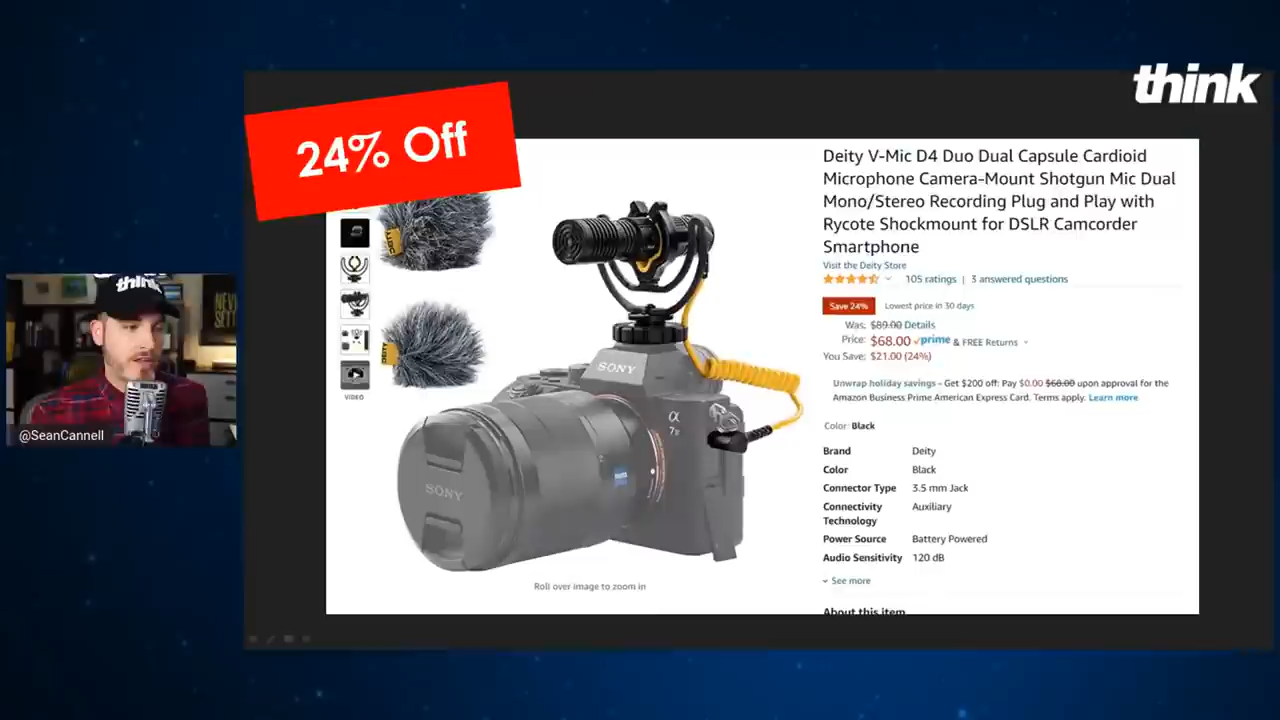 think
24% Off
Deity V-Mic D4 Duo Dual Capsule Cardioid
Microphone Camera-Mount Shotgun Mic Dual
Mono/Stereo Recording Plug and Play with
Rycote Shockmount for DSLR Camcorder
Smartphone
Visit the Deity Store
105 ratings | 3 answered questions
Save 24% Lowest price in 30 days
Was: $89.00 Details
Price: $68.00 prime & FREE Returns
You Save: $21.00 (24%)
Unwrap holiday savings - Get $200 off: Pay $0.00 $68.00 upon approval for the
Amazon Business Prime American Express Card. Terms apply. Learn more
Color: Black
Brand Deity
Color Black
Connector Type 3.5 mm Jack
Connectivity Technology Auxiliary
Power Source Battery Powered
Audio Sensitivity 120 dB
See more
About this item
VIDEO
DEITY
DEITY
SONY
α
7
SONY
Roll over image to zoom in
think
NEVER
@SeanCannell